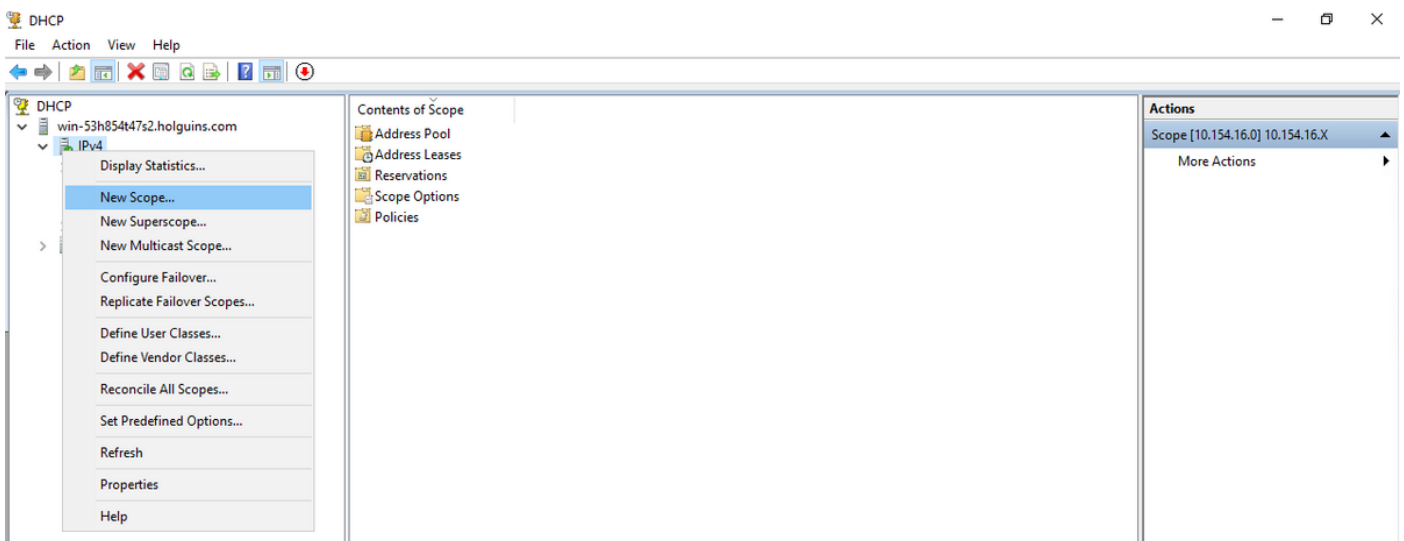 DHCP
File Action View Help
DHCP
win-53h854t47s2.holguins.com
IPv4
Display Statistics...
New Scope...
New Superscope...
New Multicast Scope...
Configure Failover...
Replicate Failover Scopes...
Define User Classes...
Define Vendor Classes...
Reconcile All Scopes...
Set Predefined Options...
Refresh
Properties
Help
Contents of Scope
Address Pool
Address Leases
Reservations
Scope Options
Policies
Actions
Scope [10.154.16.0] 10.154.16.X
More Actions